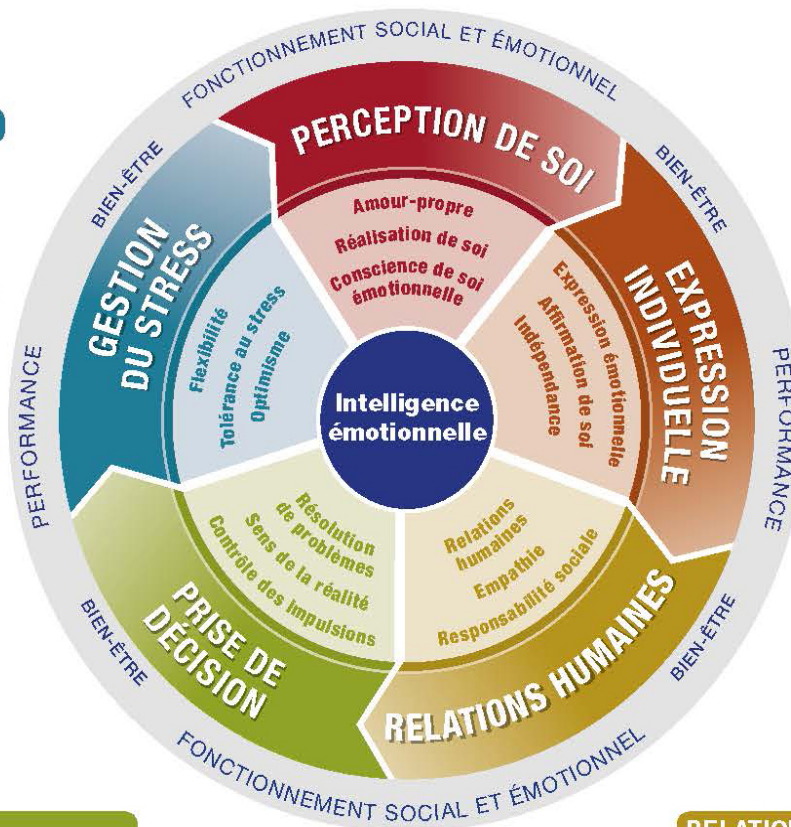 FONCTIONNEMENT SOCIAL ET ÉMOTIONNEL
BIEN-ÊTRE
PERFORMANCE
BIEN-ÊTRE
FONCTIONNEMENT SOCIAL ET ÉMOTIONNEL
BIEN-ÊTRE
PERFORMANCE
BIEN-ÊTRE
PERCEPTION DE SOI
Amour-propre
Réalisation de soi
Conscience de soi
émotionnelle
EXPRESSION
INDIVIDUELLE
Expression émotionnelle
Affirmation de soi
Indépendance
RELATIONS HUMAINES
Relations
humaines
Empathie
Responsabilité sociale
PRISE DE
DÉCISION
Résolution
de problèmes
Sens de la réalité
Contrôle des impulsions
GESTION
DU STRESS
Flexibilité
Tolérance au stress
Optimisme
Intelligence
émotionnelle